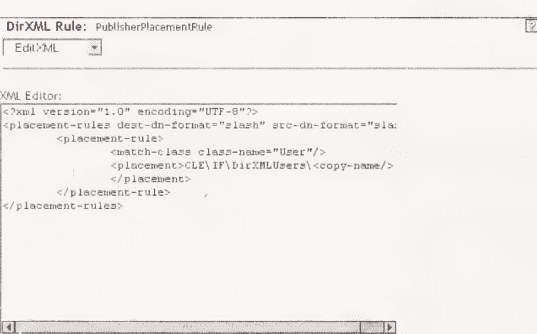 DirXML Rule: PublisherPlacementRule
?
Edit XML
XML Editor:
<?xml version="1.0" encoding="UTF-8"?>
<placement-rules dest-dn-format="slash" src-dn-format="sla
<placement-rule>
<match-class class-name="User"/>
<placement>CLE\IF\DirXMLUsers\<copy-name/>
</placement>
</placement-rule>
</placement-rules>